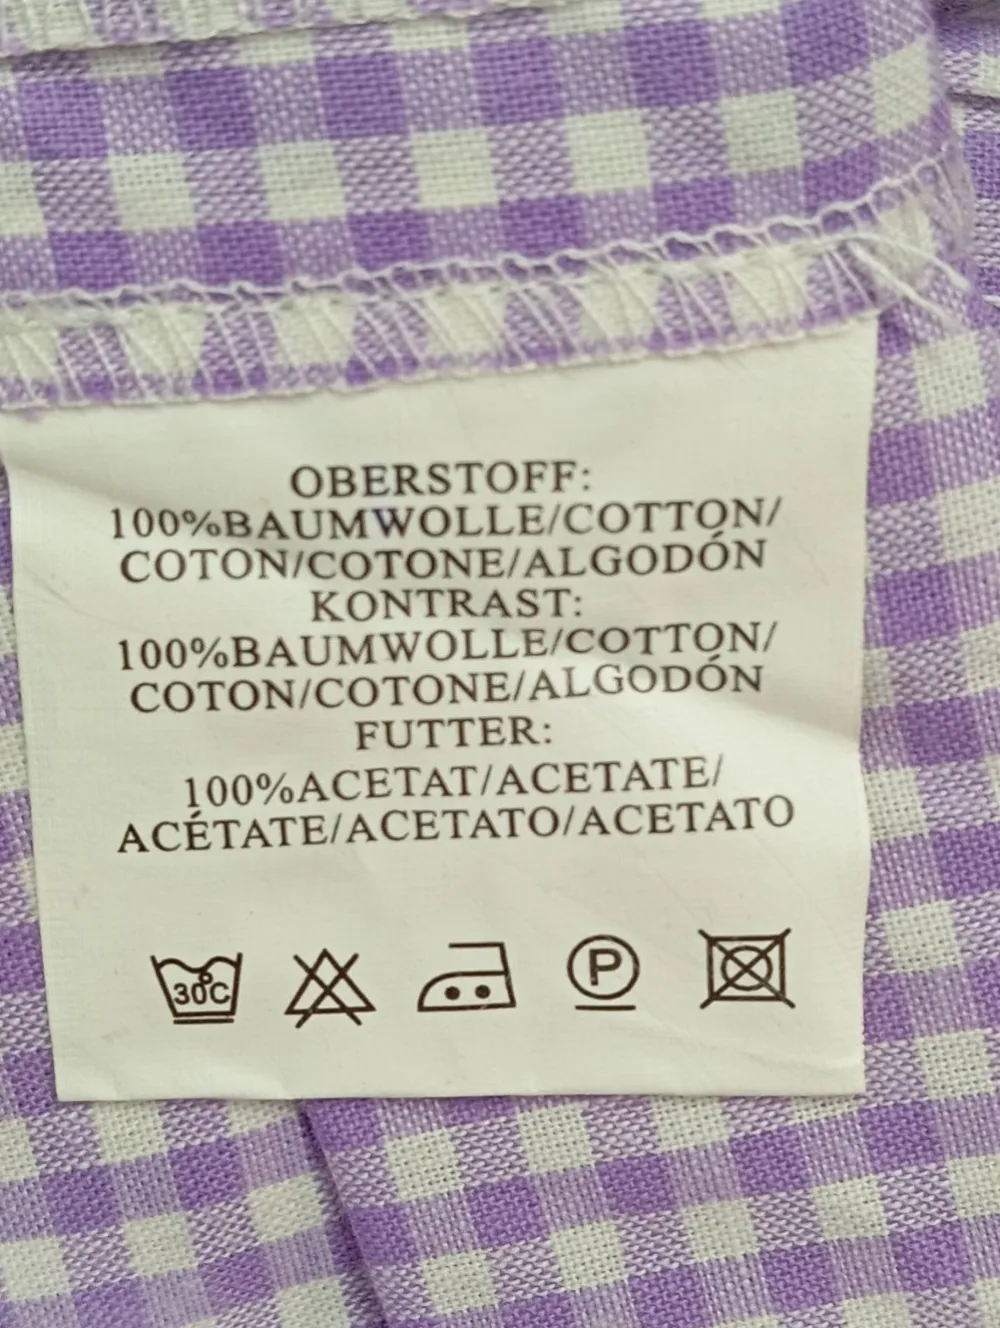 OBERSTOFF:
100%BAUMWOLLE/COTTON/
COTON/COTONE/ALGODÓN
KONTRAST:
100%BAUMWOLLE/COTTON/
COTON/COTONE/ALGODÓN
FUTTER:
100%ACETAT/ACETATE/
ACÉTATE/ACETATO/ACETATO
30°C P